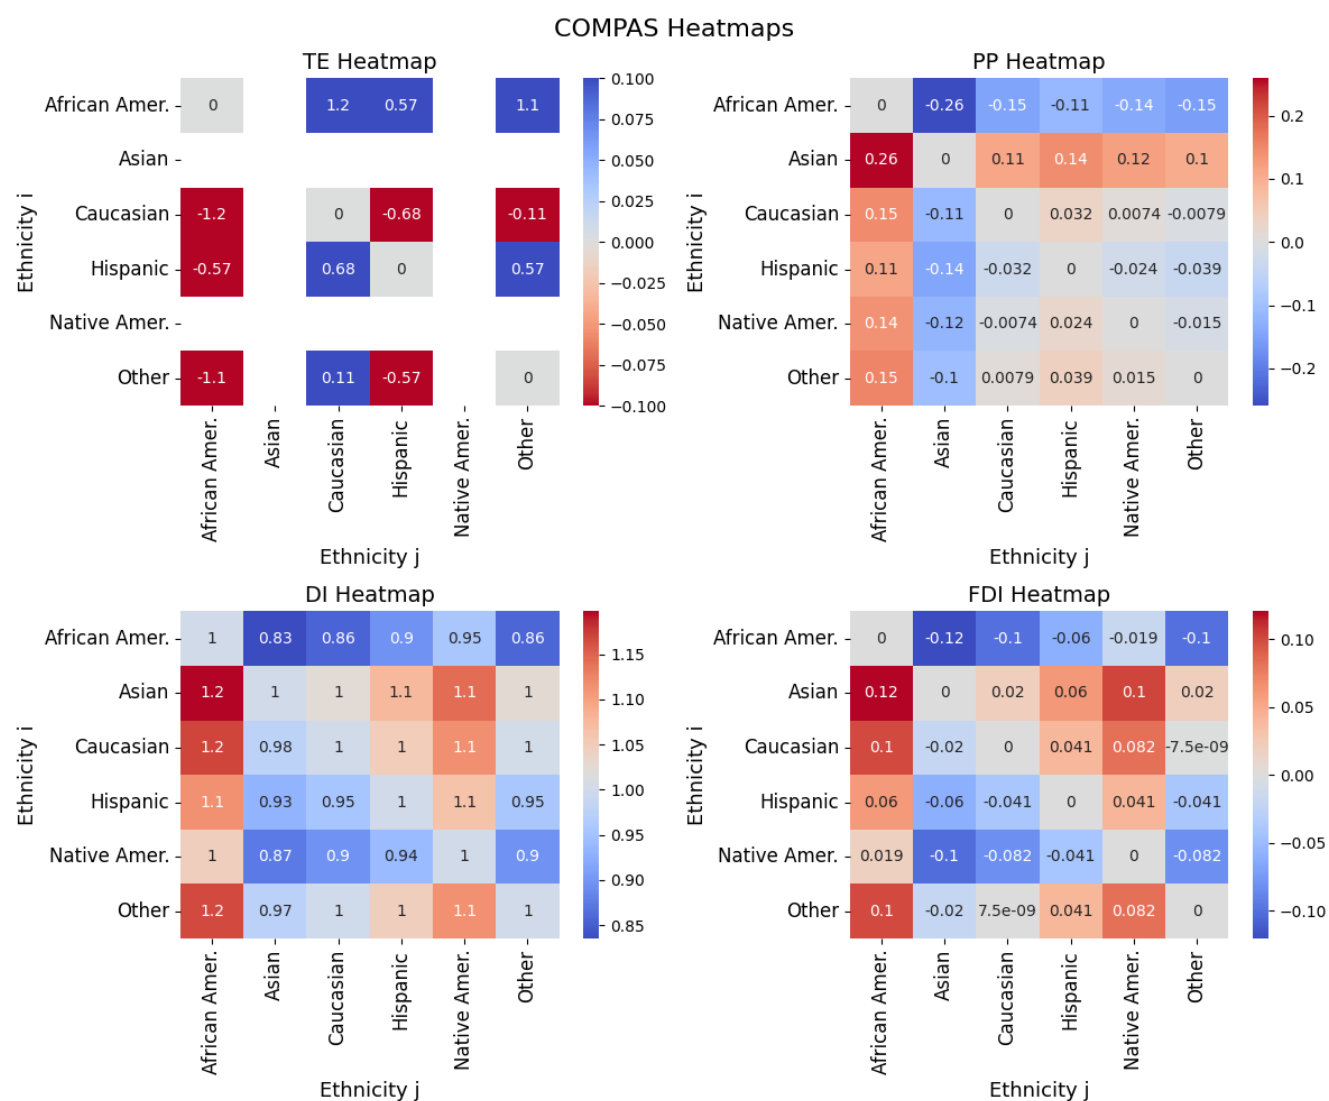 COMPAS Heatmaps
TE Heatmap
African Amer.
0
1.2
0.57
1.1
Asian
Caucasian
-1.2
0
-0.68
-0.11
Hispanic
-0.57
0.68
0
0.57
Native Amer.
Other
-1.1
0.11
-0.57
0
Ethnicity i
African Amer.
Asian
Caucasian
Hispanic
Native Amer.
Other
Ethnicity j
0.100
0.075
0.050
0.025
0.000
−0.025
−0.050
−0.075
−0.100
PP Heatmap
African Amer.
0
-0.26
-0.15
-0.11
-0.14
-0.15
Asian
0.26
0
0.11
0.14
0.12
0.1
Caucasian
0.15
-0.11
0
0.032
0.0074
-0.0079
Hispanic
0.11
-0.14
-0.032
0
-0.024
-0.039
Native Amer.
0.14
-0.12
-0.0074
0.024
0
-0.015
Other
0.15
-0.1
0.0079
0.039
0.015
0
Ethnicity i
African Amer.
Asian
Caucasian
Hispanic
Native Amer.
Other
Ethnicity j
0.2
0.1
0.0
−0.1
−0.2
DI Heatmap
African Amer.
1
0.83
0.86
0.9
0.95
0.86
Asian
1.2
1
1
1.1
1.1
1
Caucasian
1.2
0.98
1
1
1.1
1
Hispanic
1.1
0.93
0.95
1
1.1
0.95
Native Amer.
1
0.87
0.9
0.94
1
0.9
Other
1.2
0.97
1
1
1.1
1
Ethnicity i
African Amer.
Asian
Caucasian
Hispanic
Native Amer.
Other
Ethnicity j
1.15
1.10
1.05
1.00
0.95
0.90
0.85
FDI Heatmap
African Amer.
0
-0.12
-0.1
-0.06
-0.019
-0.1
Asian
0.12
0
0.02
0.06
0.1
0.02
Caucasian
0.1
-0.02
0
0.041
0.082
-7.5e-09
Hispanic
0.06
-0.06
-0.041
0
0.041
-0.041
Native Amer.
0.019
-0.1
-0.082
-0.041
0
-0.082
Other
0.1
-0.02
7.5e-09
0.041
0.082
0
Ethnicity i
African Amer.
Asian
Caucasian
Hispanic
Native Amer.
Other
Ethnicity j
0.10
0.05
0.00
−0.05
−0.10